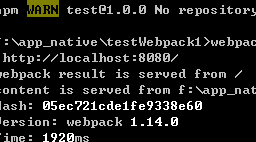 npm WARN test@1.0.0 No repository
f:\app_native\testWebpack1>webpac
http://localhost:8080/
webpack result is served from /
content is served from f:\app_nat
Hash: 05ec721cde1fe9338e60
Version: webpack 1.14.0
Time: 1920ms